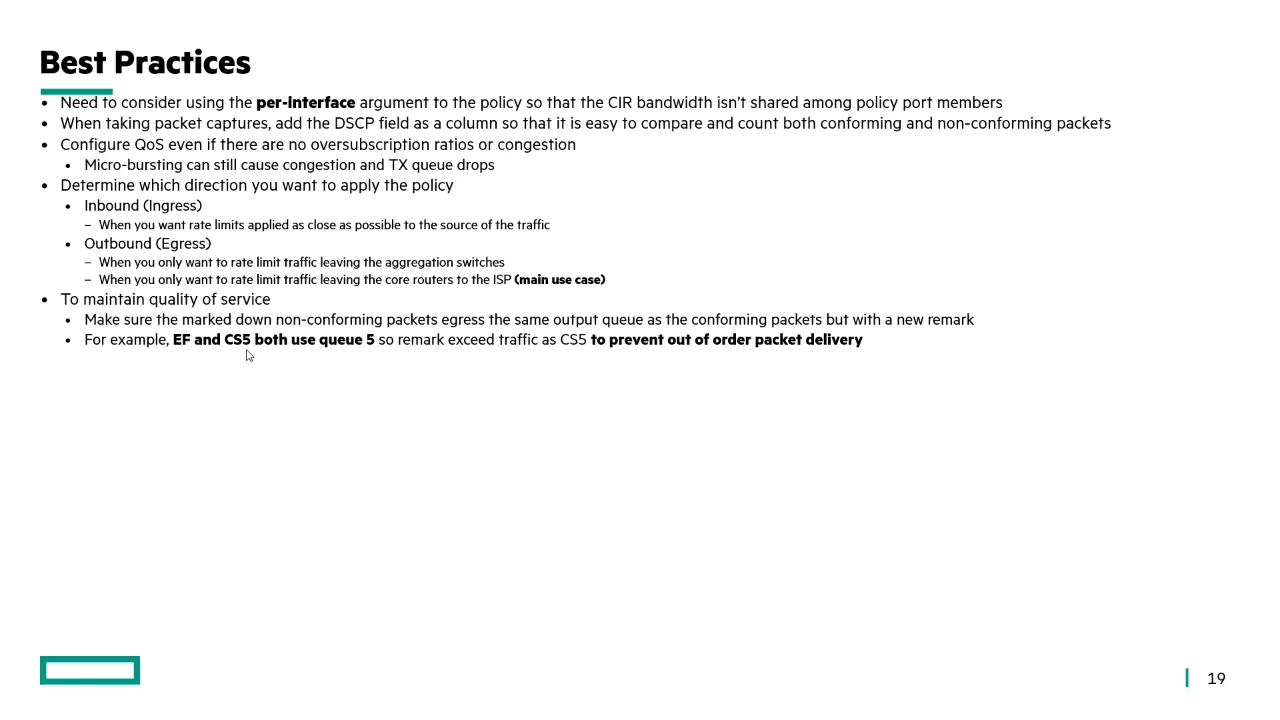 Best Practices
• Need to consider using the per-interface argument to the policy so that the CIR bandwidth isn't shared among policy port members
• When taking packet captures, add the DSCP field as a column so that it is easy to compare and count both conforming and non-conforming packets
• Configure QoS even if there are no oversubscription ratios or congestion
• Micro-bursting can still cause congestion and TX queue drops
• Determine which direction you want to apply the policy
• Inbound (Ingress)
– When you want rate limits applied as close as possible to the source of the traffic
• Outbound (Egress)
– When you only want to rate limit traffic leaving the aggregation switches
– When you only want to rate limit traffic leaving the core routers to the ISP (main use case)
• To maintain quality of service
• Make sure the marked down non-conforming packets egress the same output queue as the conforming packets but with a new remark
• For example, EF and CS5 both use queue 5 so remark exceed traffic as CS5 to prevent out of order packet delivery
19